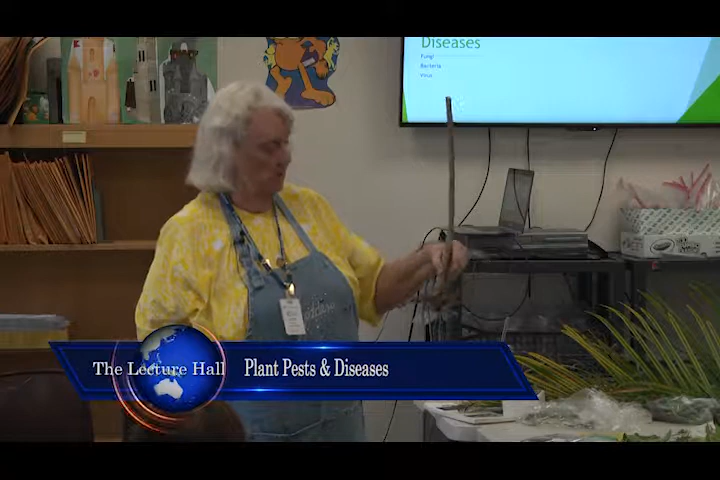 Diseases
Fungi
Bacteria
Virus
The Lecture Hall
Plant Pests & Diseases